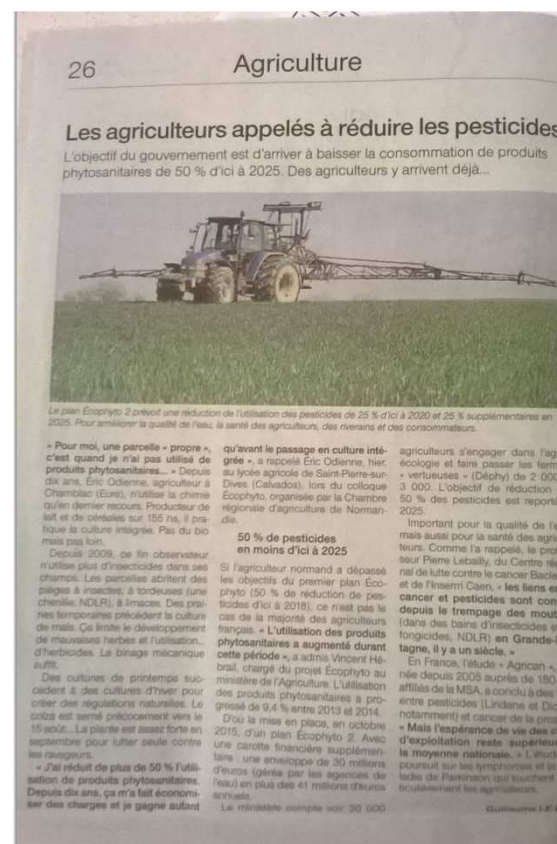 26
Agriculture
Les agriculteurs appelés à réduire les pesticides
L'objectif du gouvernement est d'arriver à baisser la consommation de produits
phytosanitaires de 50 % d'ici à 2025. Des agriculteurs y arrivent déjà...
Le plan Écophyto 2 prévoit une réduction de l'utilisation des pesticides de 25 % d'ici à 2020 et 25 % supplémentaires en
2025. Pour améliorer la qualité de l'eau, la santé des agriculteurs, des riverains et des consommateurs.
« Pour moi, une parcelle « propre »,
c'est quand je n'ai pas utilisé de
produits phytosanitaires... » Depuis
dix ans, Éric Odienne, agriculteur à
Chamblac (Eure), n'utilise la chimie
qu'en dernier recours. Producteur de
lait et de céréales sur 155 ha, il pra-
tique la culture intégrée. Pas du bio
mais pas loin.
Depuis 2009, ce fin observateur
n'utilise plus d'insecticides dans ses
champs. Les parcelles abritent des
pièges à insectes, à tordeuses (une
chenille, NDLR), à limaces. Des prai-
ries temporaires précèdent la culture
de maïs. Ça limite le développement
de mauvaises herbes et l'utilisation...
d'herbicides. Le binage mécanique
suffit.
Des cultures de printemps suc-
cèdent à des cultures d'hiver pour
créer des régulations naturelles. Le
colza est semé précocement vers le
15 août... La plante est assez forte en
septembre pour lutter seule contre
les ravageurs.
« J'ai réduit de plus de 50 % l'utili-
sation de produits phytosanitaires.
Depuis dix ans, ça m'a fait économi-
ser des charges et je gagne autant
qu'avant le passage en culture inté-
grée », a rappelé Éric Odienne, hier,
au lycée agricole de Saint-Pierre-sur-
Dives (Calvados), lors du colloque
Écophyto, organisée par la Chambre
régionale d'agriculture de Norman-
die.
50 % de pesticides
en moins d'ici à 2025
Si l'agriculteur normand a dépassé
les objectifs du premier plan Éco-
phyto (50 % de réduction de pes-
ticides d'ici à 2018), ce n'est pas le
cas de la majorité des agriculteurs
français. « L'utilisation des produits
phytosanitaires a augmenté durant
cette période », a admis Vincent Hé-
brail, chargé du projet Écophyto au
ministère de l'Agriculture. L'utilisation
des produits phytosanitaires a pro-
gressé de 9,4 % entre 2013 et 2014.
D'où la mise en place, en octobre
2015, d'un plan Écophyto 2. Avec
une carotte financière supplémen-
taire : une enveloppe de 30 millions
d'euros (gérée par les agences de
l'eau) en plus des 41 millions d'euros
annuels.
Le ministère compte voir 30 000
agriculteurs s'engager dans l'ag
écologie et faire passer les ferm
« vertueuses » (Déphy) de 2 00
3 000. L'objectif de réduction
50 % des pesticides est reporté
2025.
Important pour la qualité de l'e
mais aussi pour la santé des agri
teurs. Comme l'a rappelé, le prof
seur Pierre Lebailly, du Centre ré
nal de lutte contre le cancer Bacl
et de l'Inserm Caen, « les liens en
cancer et pesticides sont con
depuis le trempage des mout
(dans des bains d'insecticides et
fongicides, NDLR) en Grande-
tagne, il y a un siècle. »
En France, l'étude « Agrican »
née depuis 2005 auprès de 180
affiliés de la MSA, a conclu à des
entre pesticides (Lindane et Dic
notamment) et cancer de la pros
« Mais l'espérance de vie des c
d'exploitation reste supérieur
la moyenne nationale. » L'étud
poursuit sur les lymphomes et la
ladie de Parkinson qui touchent
ticulièrement les agriculteurs.